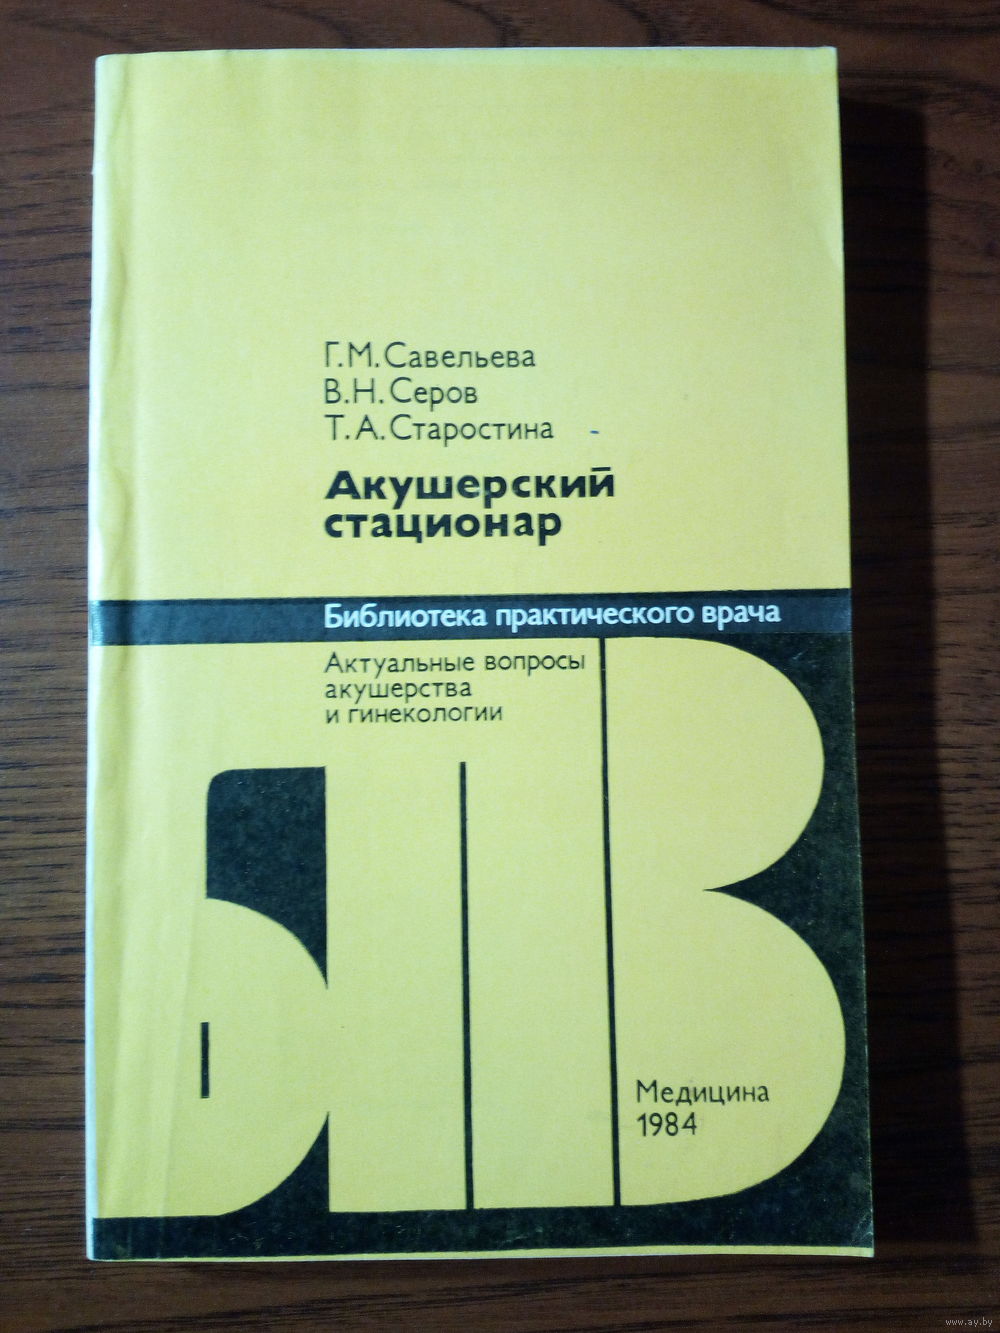 Г.М.Савельева
В.Н.Серов
Т.А.Старостина
Акушерский
стационар
Библиотека практического врача
Актуальные вопросы
акушерства
и гинекологии
БПВ
Медицина
1984
www.ay.by